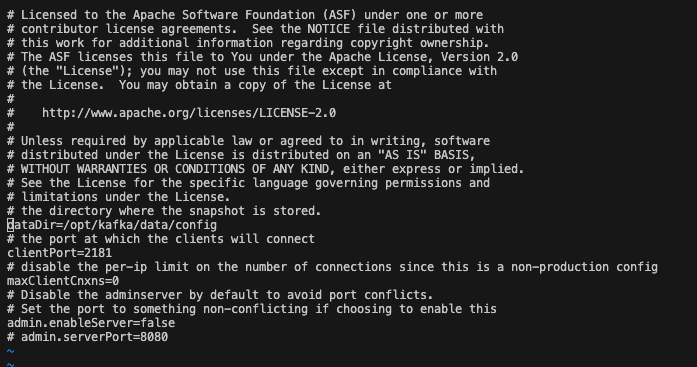 # Licensed to the Apache Software Foundation (ASF) under one or more
# contributor license agreements.  See the NOTICE file distributed with
# this work for additional information regarding copyright ownership.
# The ASF licenses this file to You under the Apache License, Version 2.0
# (the "License"); you may not use this file except in compliance with
# the License.  You may obtain a copy of the License at
#
#    http://www.apache.org/licenses/LICENSE-2.0
#
# Unless required by applicable law or agreed to in writing, software
# distributed under the License is distributed on an "AS IS" BASIS,
# WITHOUT WARRANTIES OR CONDITIONS OF ANY KIND, either express or implied.
# See the License for the specific language governing permissions and
# limitations under the License.
# the directory where the snapshot is stored.
dataDir=/opt/kafka/data/config
# the port at which the clients will connect
clientPort=2181
# disable the per-ip limit on the number of connections since this is a non-production config
maxClientCnxns=0
# Disable the adminserver by default to avoid port conflicts.
# Set the port to something non-conflicting if choosing to enable this
admin.enableServer=false
# admin.serverPort=8080
~
~